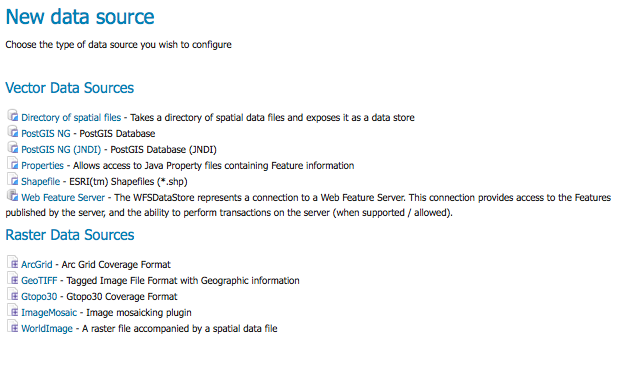 New data source
Choose the type of data source you wish to configure
Vector Data Sources
Directory of spatial files - Takes a directory of spatial data files and exposes it as a data store
PostGIS NG - PostGIS Database
PostGIS NG (JNDI) - PostGIS Database (JNDI)
Properties - Allows access to Java Property files containing Feature information
Shapefile - ESRI(tm) Shapefiles (*.shp)
Web Feature Server - The WFSDataStore represents a connection to a Web Feature Server. This connection provides access to the Features
published by the server, and the ability to perform transactions on the server (when supported / allowed).
Raster Data Sources
ArcGrid - Arc Grid Coverage Format
GeoTIFF - Tagged Image File Format with Geographic information
Gtopo30 - Gtopo30 Coverage Format
ImageMosaic - Image mosaicking plugin
WorldImage - A raster file accompanied by a spatial data file